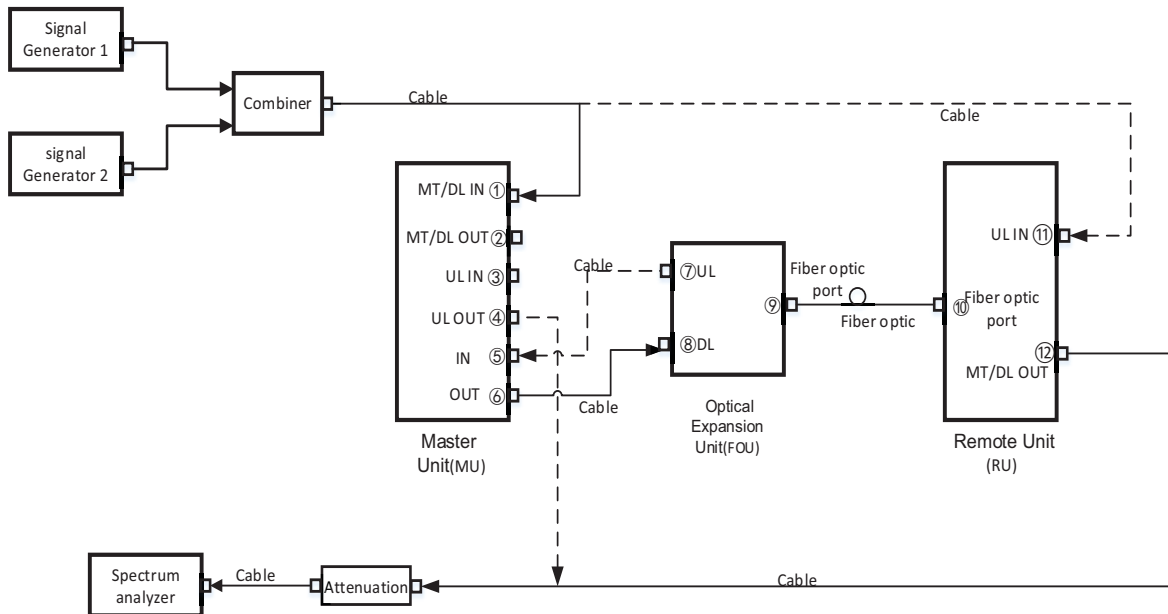 Signal
Generator 1
signal
Generator 2
Combiner
Cable
Cable
MT/DL IN ①
MT/DL OUT ②
UL IN ③
UL OUT ④
IN ⑤
OUT ⑥
Master
Unit(MU)
Cable
Cable
⑦UL
⑧DL
⑨
Optical
Expansion
Unit(FOU)
Fiber optic
port
Fiber optic
UL IN ⑪
⑩Fiber optic
port
⑫
MT/DL OUT
Remote Unit
(RU)
Spectrum
analyzer
Cable
Attenuation
Cable